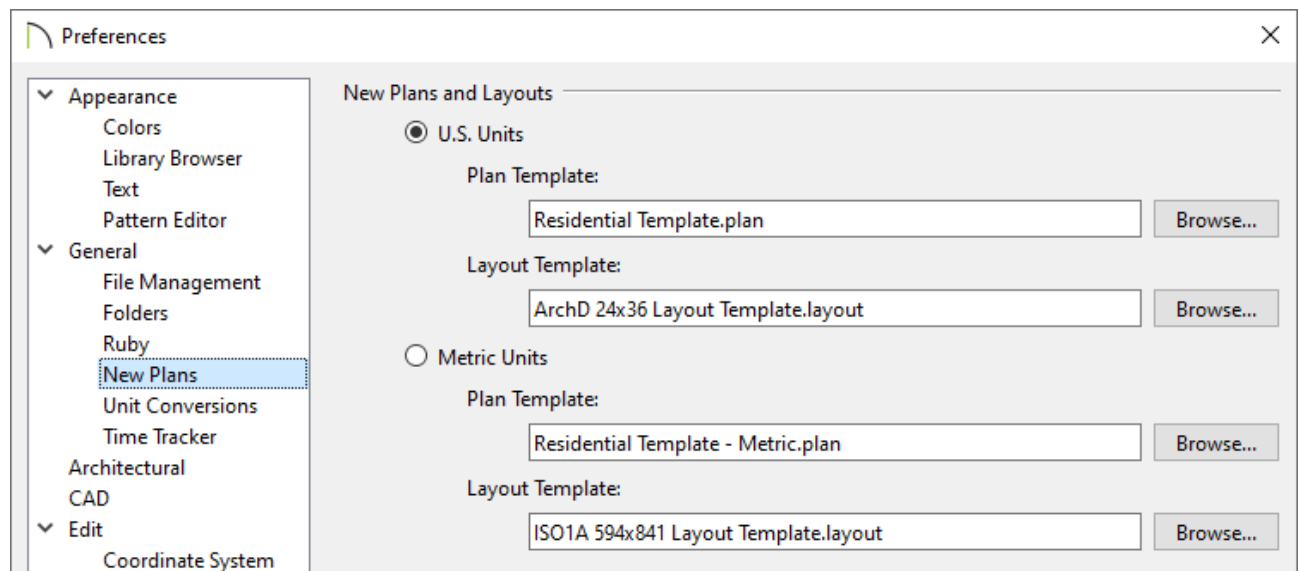 Preferences
Appearance
Colors
Library Browser
Text
Pattern Editor
General
File Management
Folders
Ruby
New Plans
Unit Conversions
Time Tracker
Architectural
CAD
Edit
Coordinate System
New Plans and Layouts
U.S. Units
Plan Template:
Residential Template.plan Browse...
Layout Template:
ArchD 24x36 Layout Template.layout Browse...
Metric Units
Plan Template:
Residential Template - Metric.plan Browse...
Layout Template:
ISO1A 594x841 Layout Template.layout Browse...